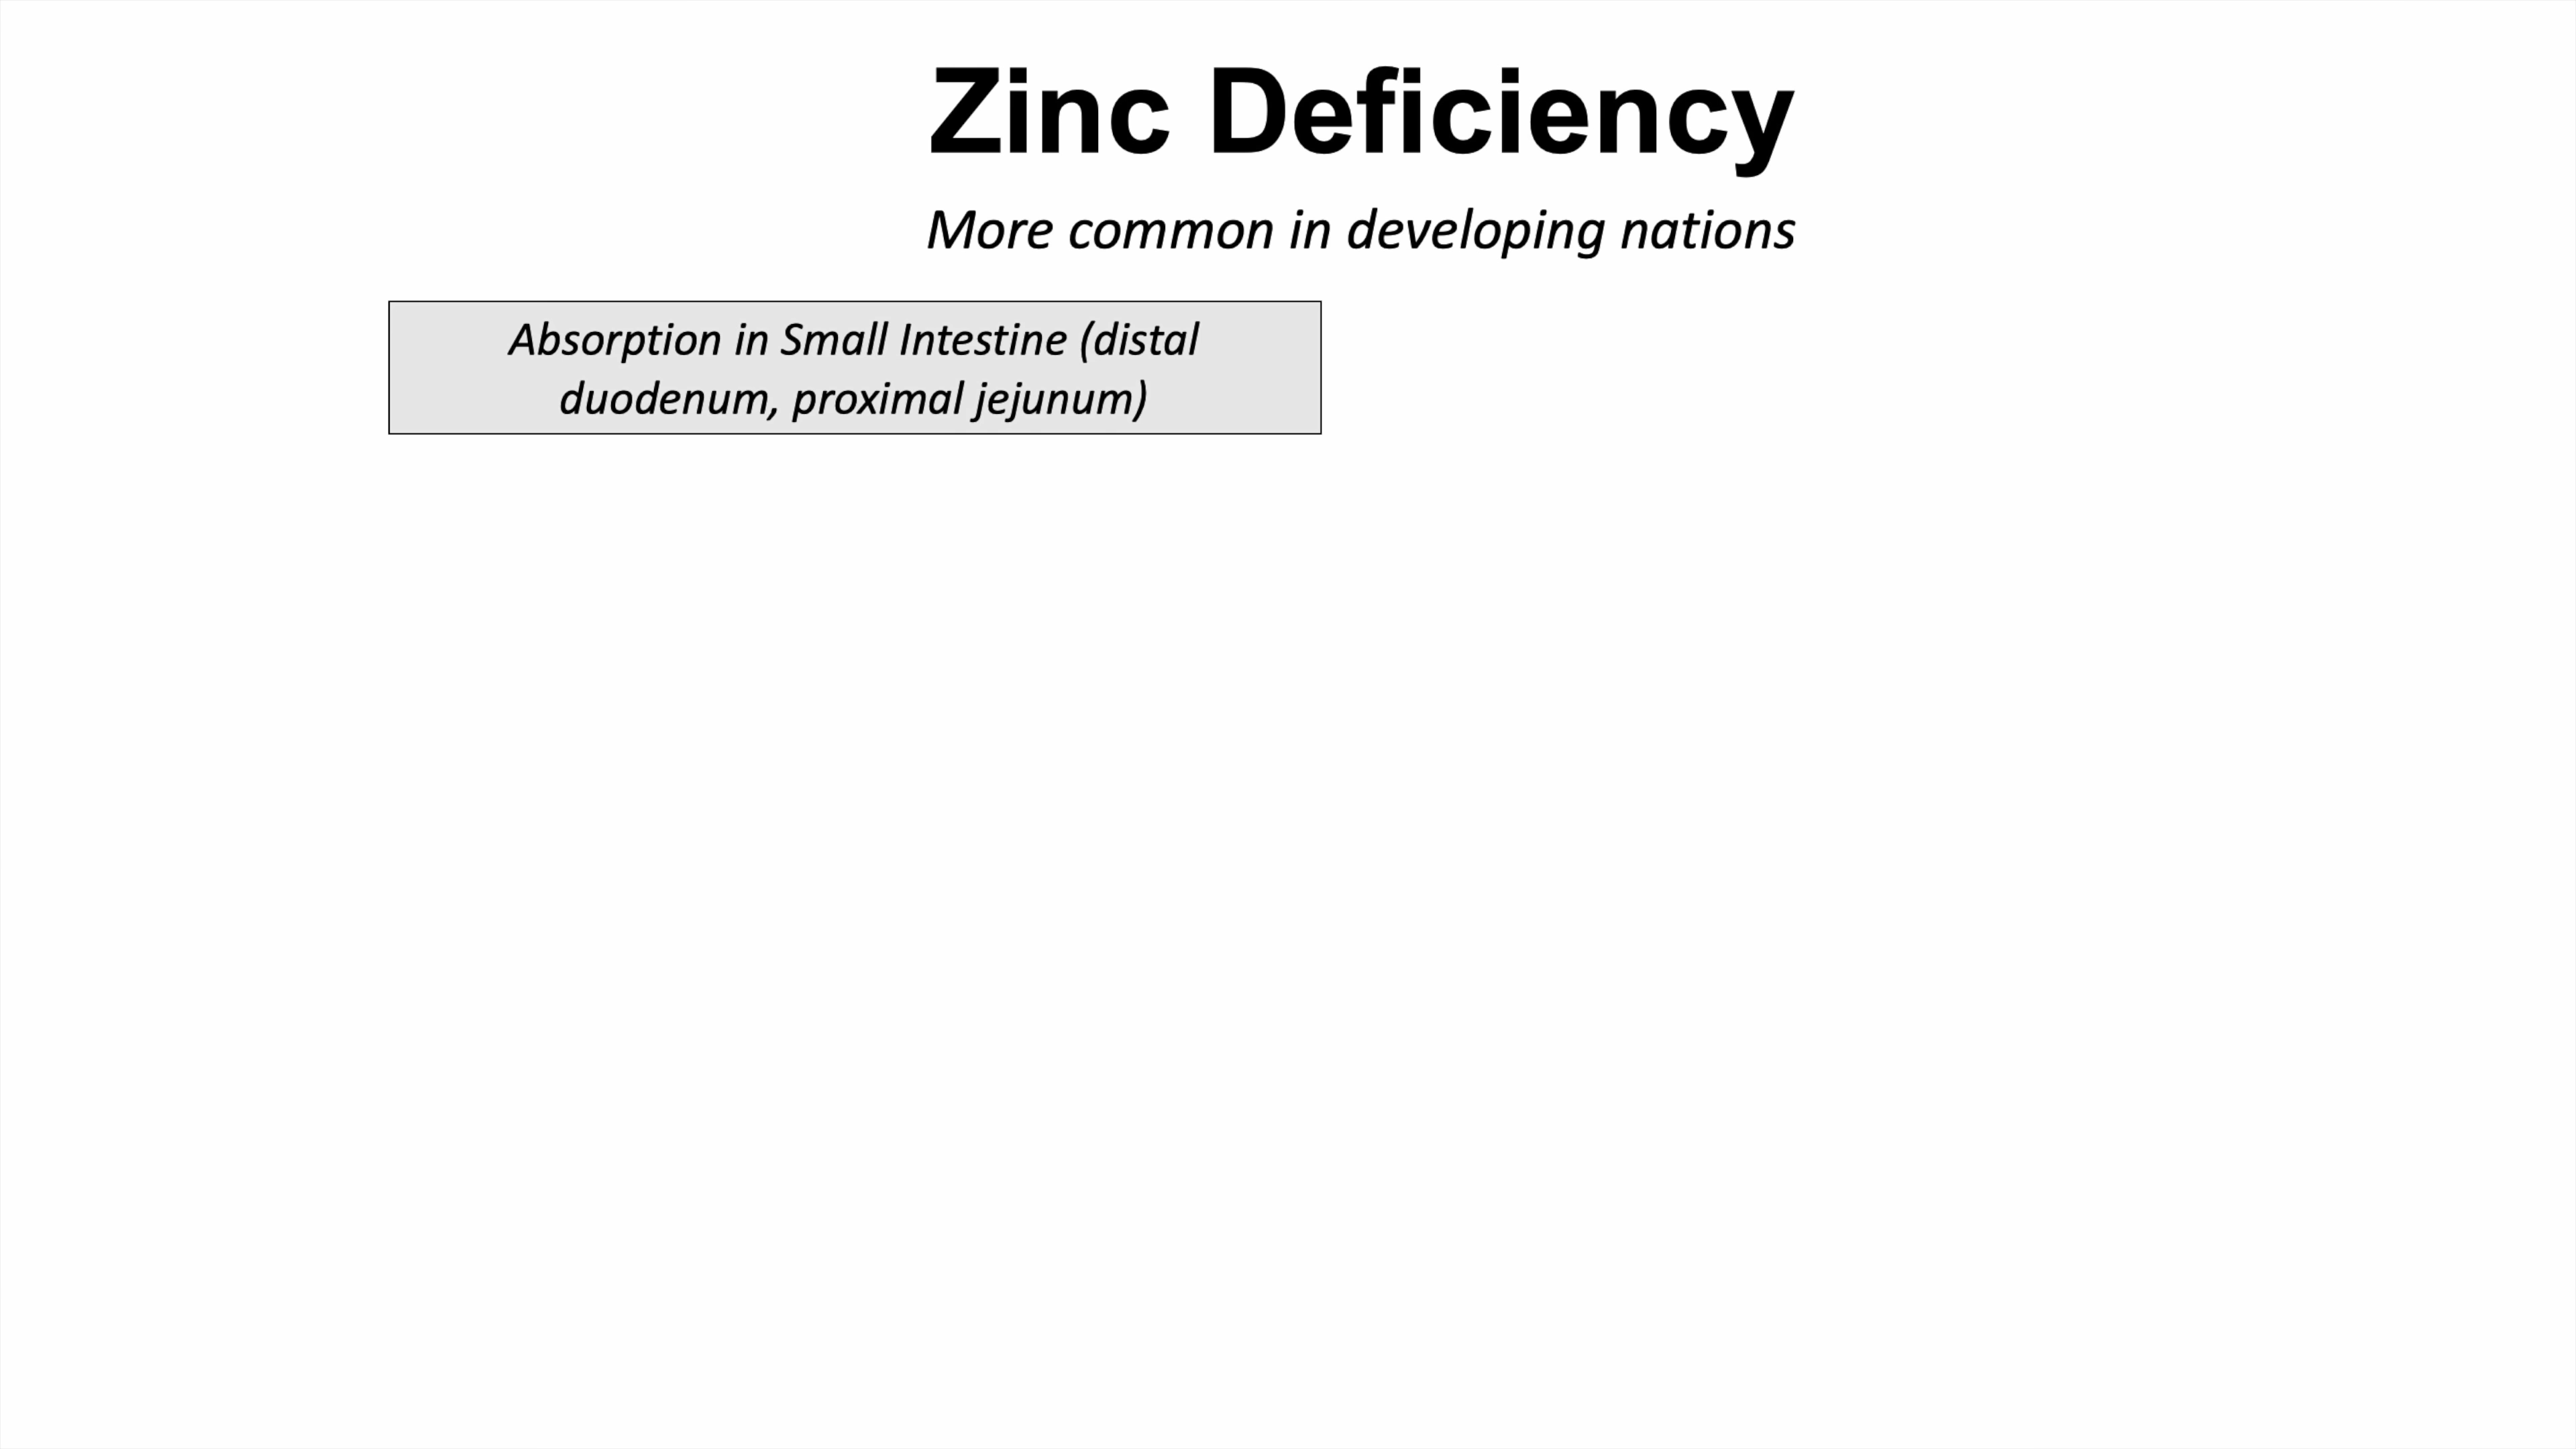 Zinc Deficiency
More common in developing nations
Absorption in Small Intestine (distal
duodenum, proximal jejunum)